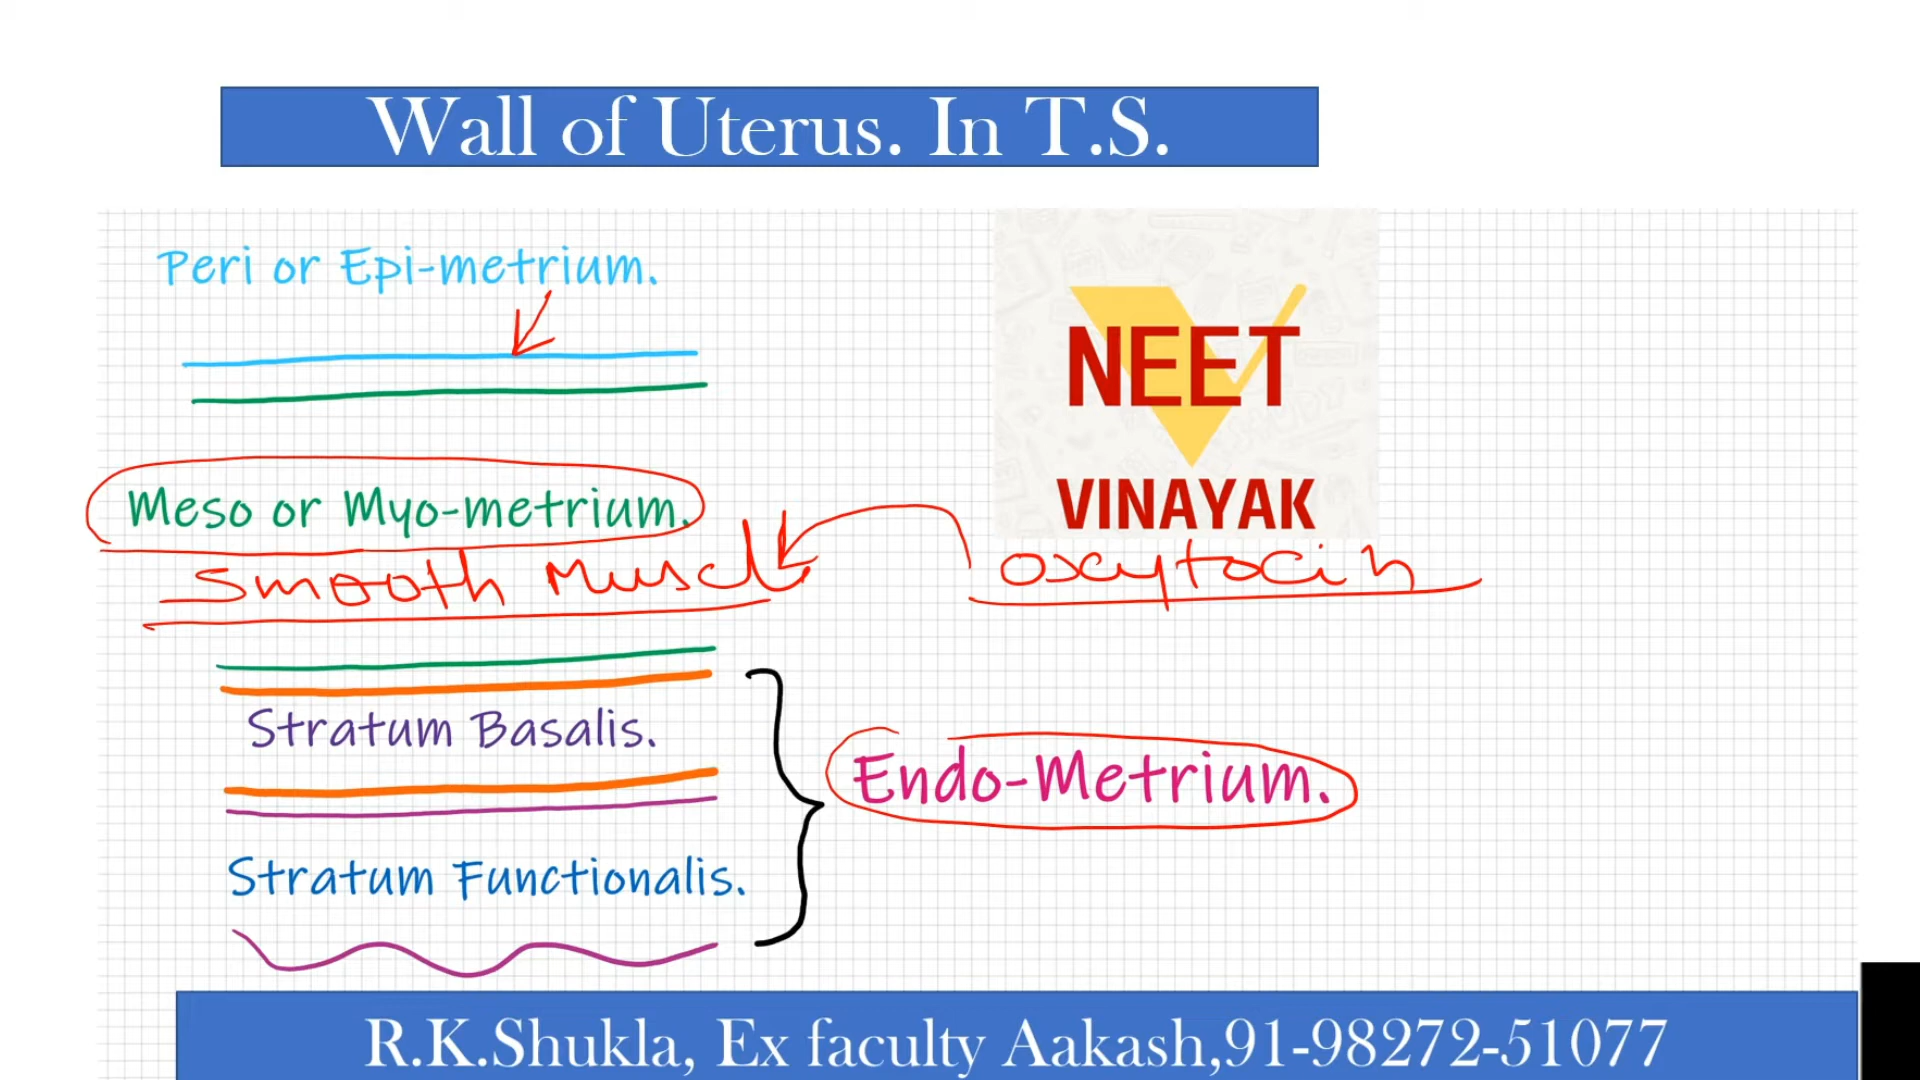 Wall of Uterus. In T.S.
Peri or Epi-metrium.
NEET
VINAYAK
Meso or Myo-metrium.
Smooth Muscle
oxytocin
Stratum Basalis.
Endo-Metrium.
Stratum Functionalis.
R.K.Shukla, Ex faculty Aakash,91-98272-51077